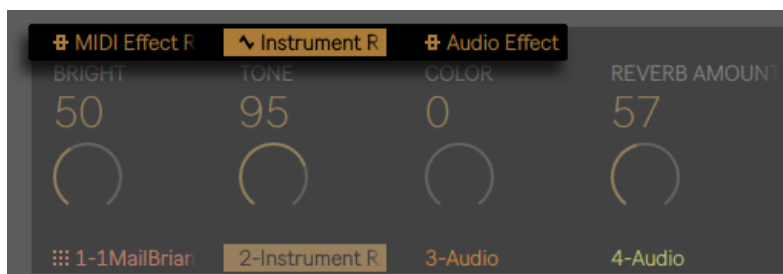 MIDI Effect R Instrument R Audio Effect
BRIGHT TONE COLOR REVERB AMOUNT
50 95 0 57
1-1MailBrian 2-Instrument R 3-Audio 4-Audio